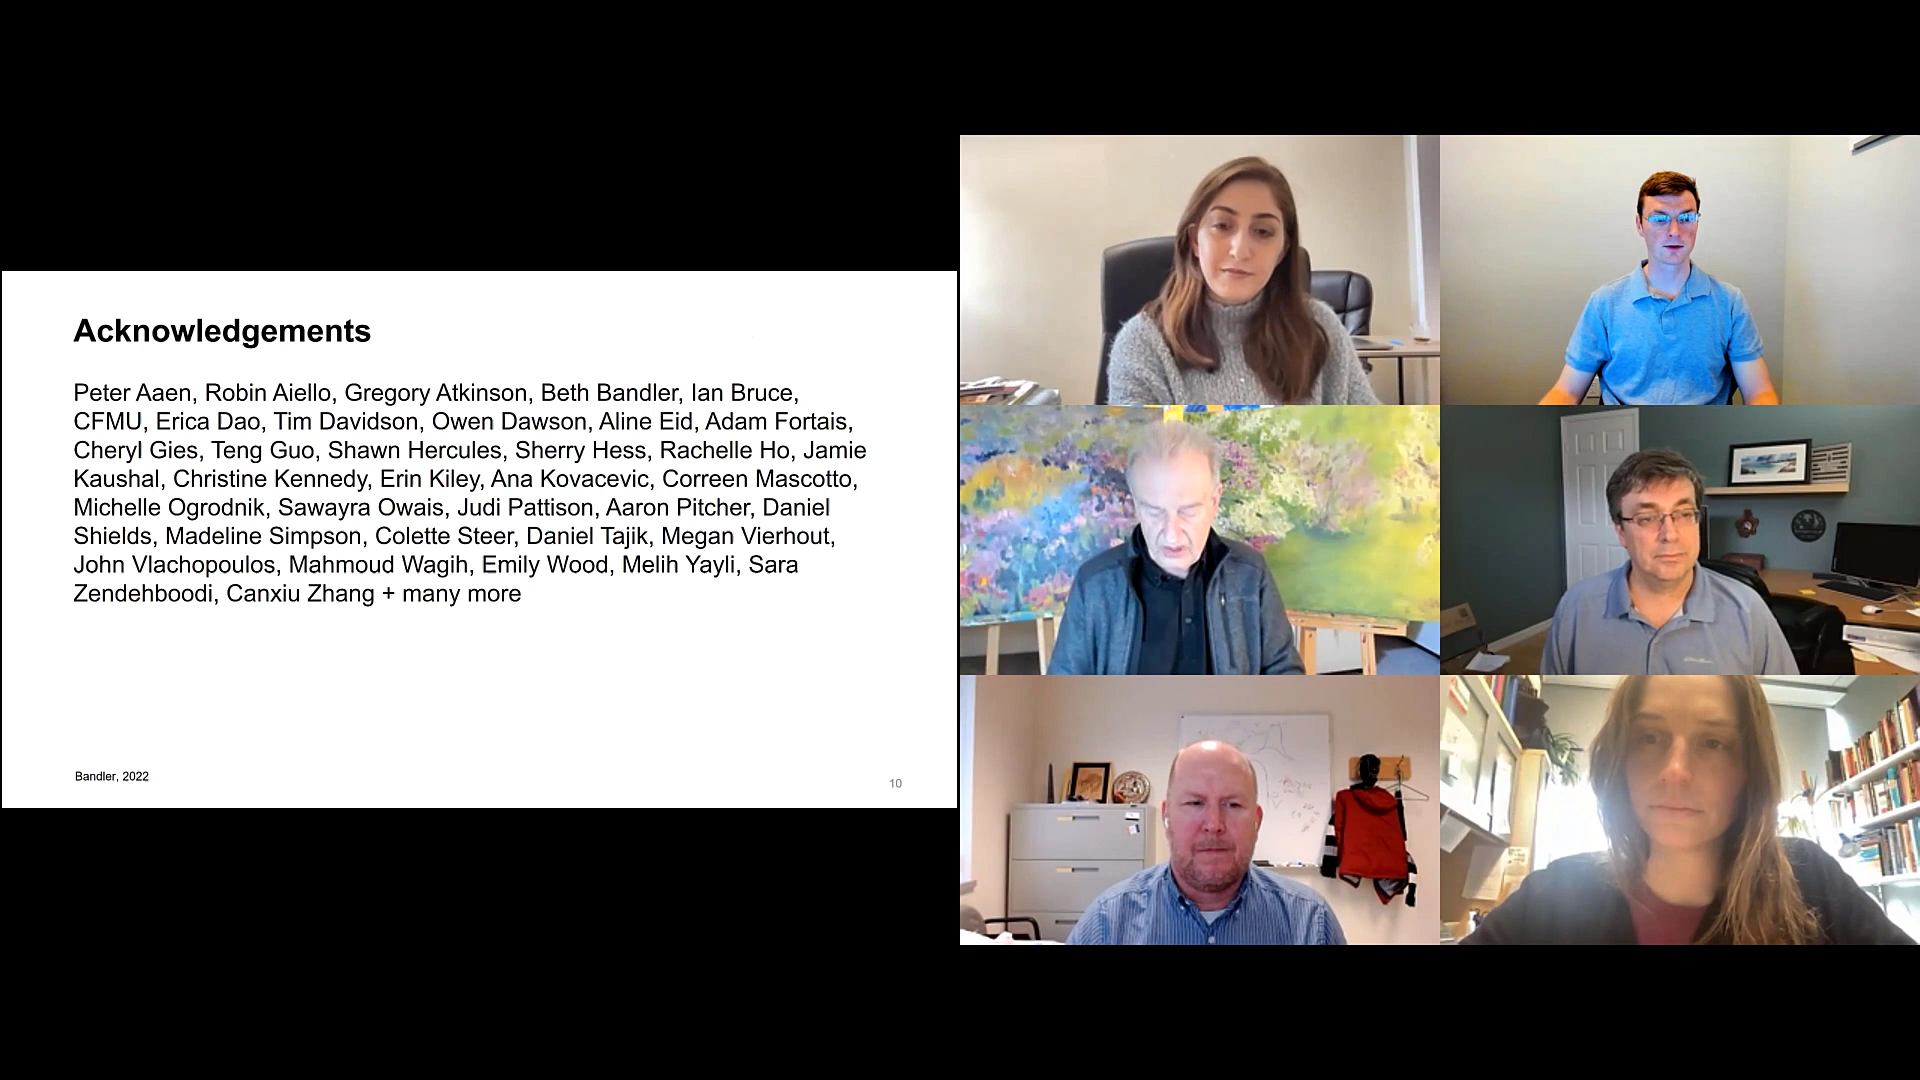 Acknowledgements
Peter Aaen, Robin Aiello, Gregory Atkinson, Beth Bandler, Ian Bruce,
CFMU, Erica Dao, Tim Davidson, Owen Dawson, Aline Eid, Adam Fortais,
Cheryl Gies, Teng Guo, Shawn Hercules, Sherry Hess, Rachelle Ho, Jamie
Kaushal, Christine Kennedy, Erin Kiley, Ana Kovacevic, Correen Mascotto,
Michelle Ogrodnik, Sawayra Owais, Judi Pattison, Aaron Pitcher, Daniel
Shields, Madeline Simpson, Colette Steer, Daniel Tajik, Megan Vierhout,
John Vlachopoulos, Mahmoud Wagih, Emily Wood, Melih Yayli, Sara
Zendehboodi, Canxiu Zhang + many more
Bandler, 2022
10